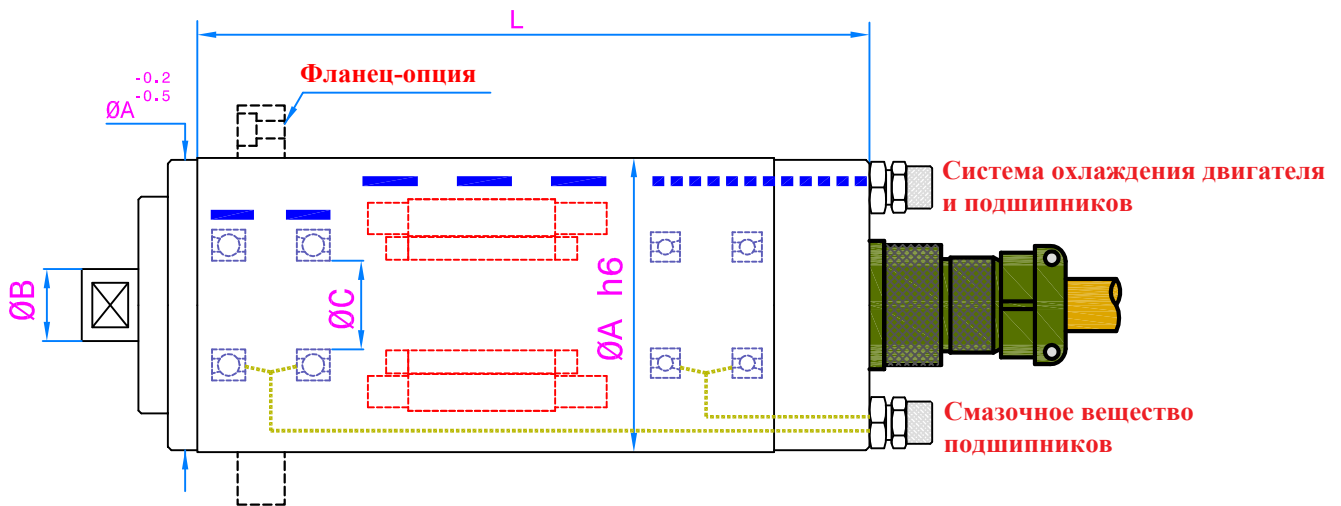 L
-0.2
-0.5
ØA
Фланец-опция
Система охлаждения двигателя
и подшипников
ØB
ØC
ØA h6
Смазочное вещество
подшипников